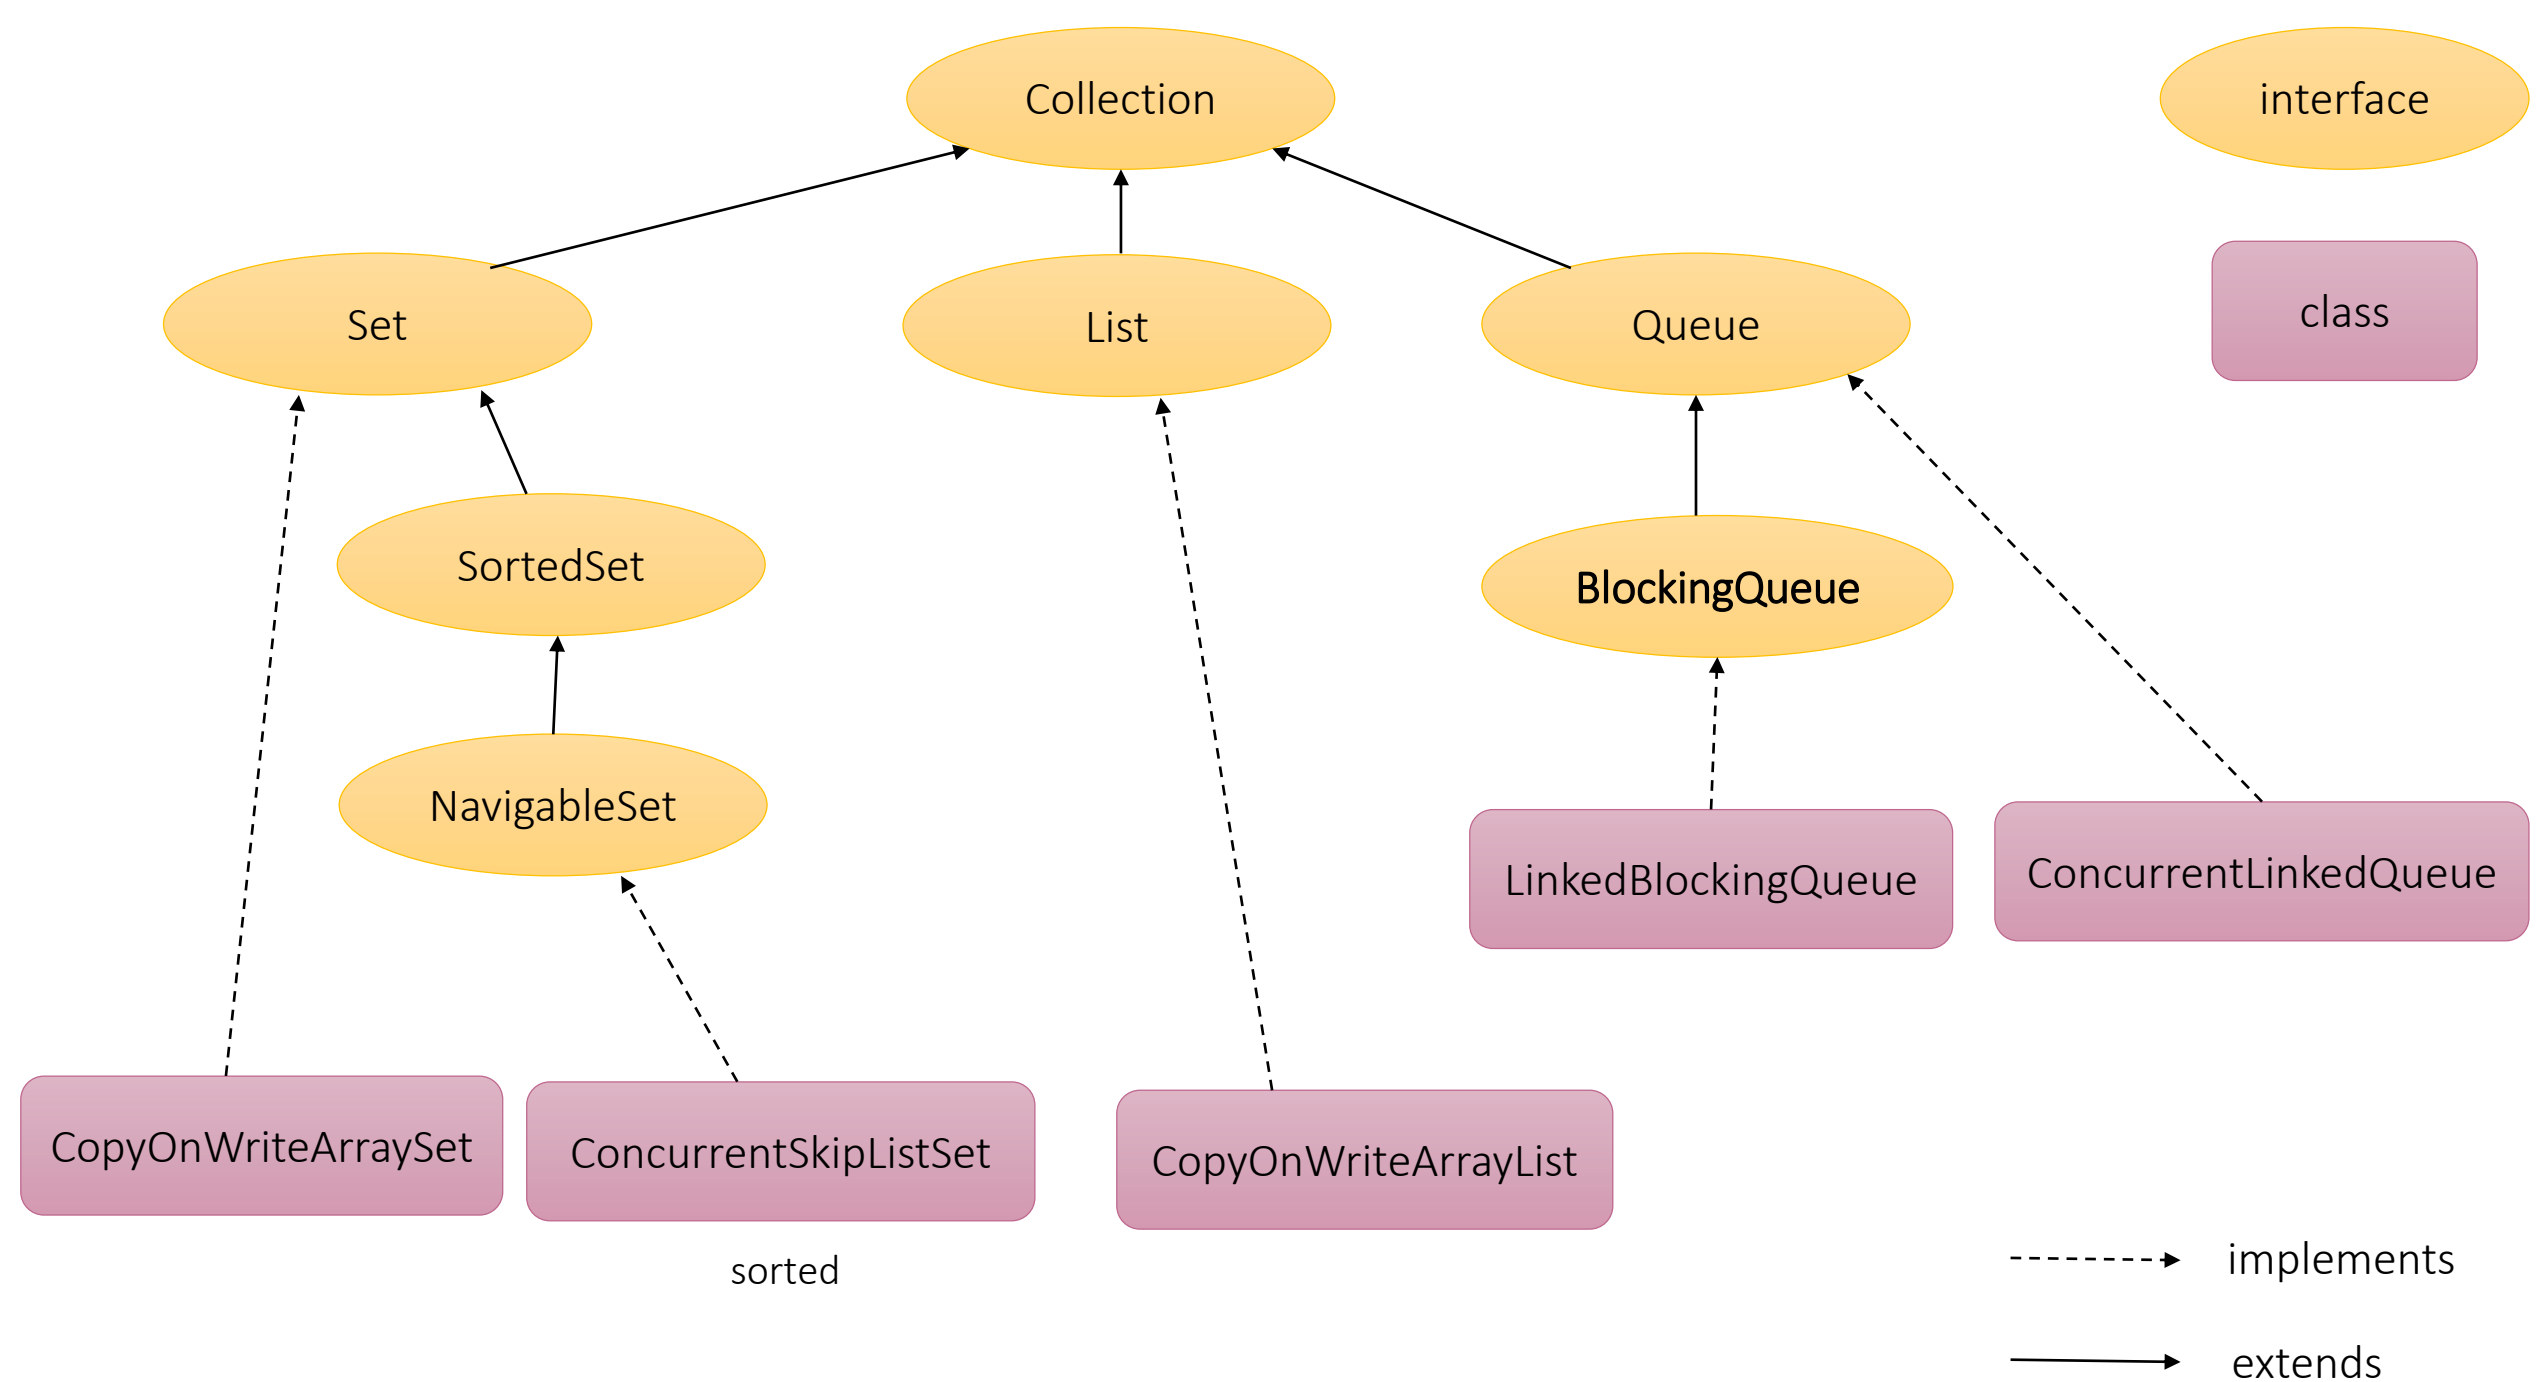 Collection
interface
class
Set
List
Queue
SortedSet
BlockingQueue
NavigableSet
LinkedBlockingQueue
ConcurrentLinkedQueue
CopyOnWriteArraySet
ConcurrentSkipListSet
CopyOnWriteArrayList
sorted
implements
extends